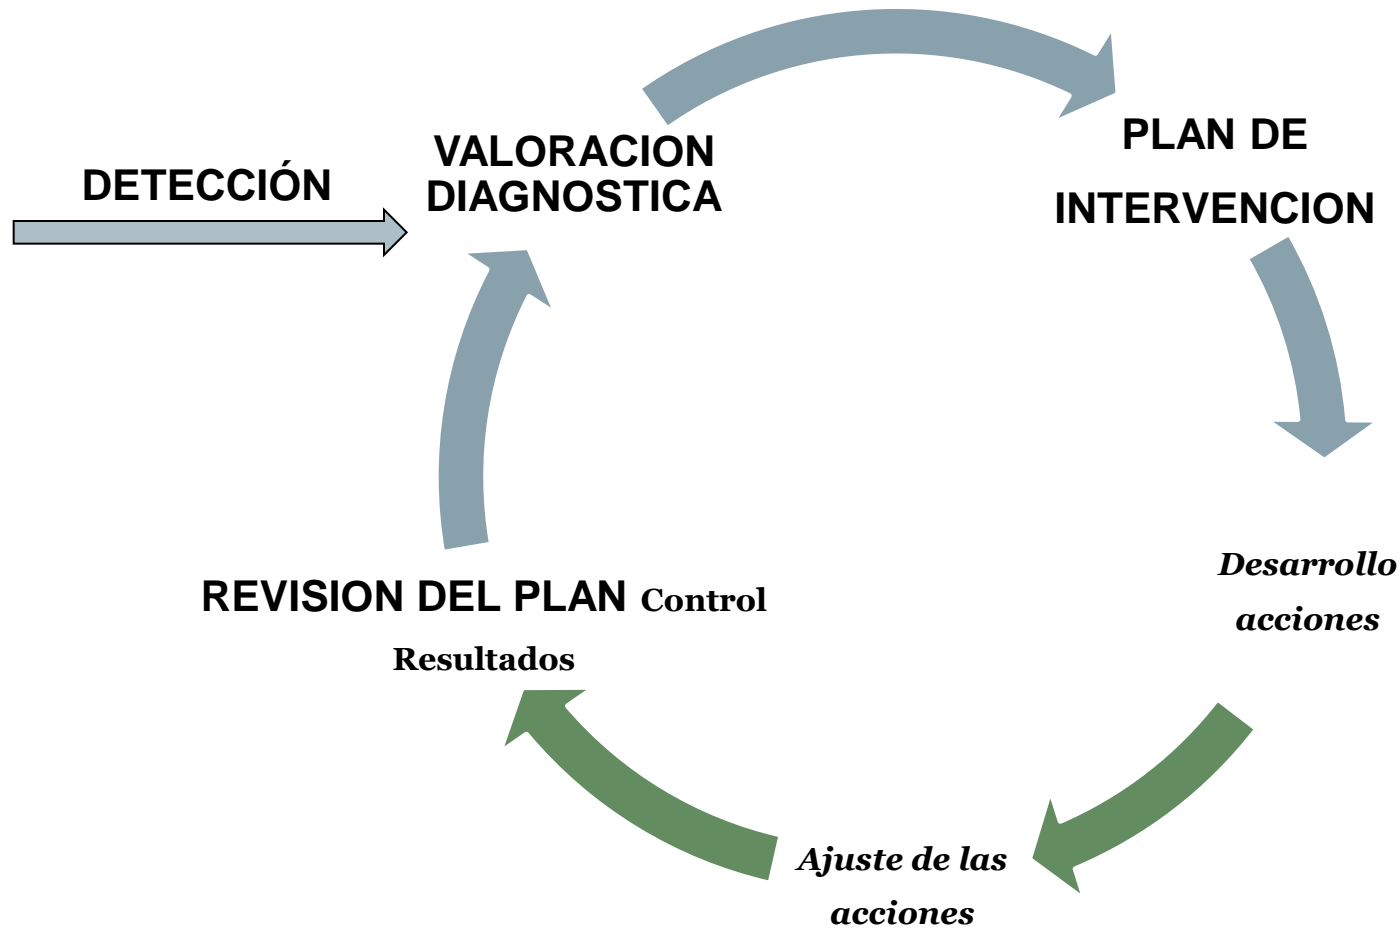 DETECCIÓN
VALORACION
DIAGNOSTICA
PLAN DE
INTERVENCION
Desarrollo
acciones
Ajuste de las
acciones
REVISION DEL PLAN Control
Resultados